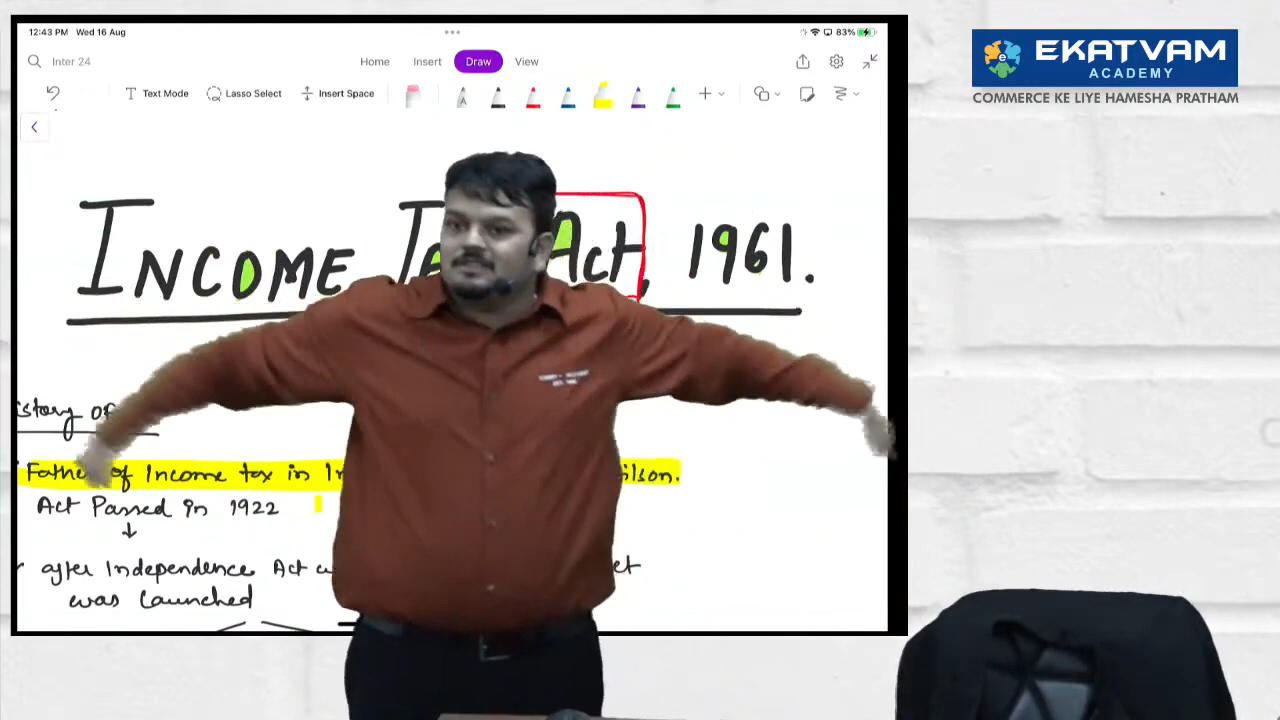 12:43 PM Wed 16 Aug
83%
Inter 24
Home Insert Draw View
Text Mode Lasso Select Insert Space
EKATVAM
ACADEMY
COMMERCE KE LIYE HAMESHA PRATHAM
INCOME Act, 1961.
of
Father of Income tax in
Act Passed in 1922
after Independence Act
was launched